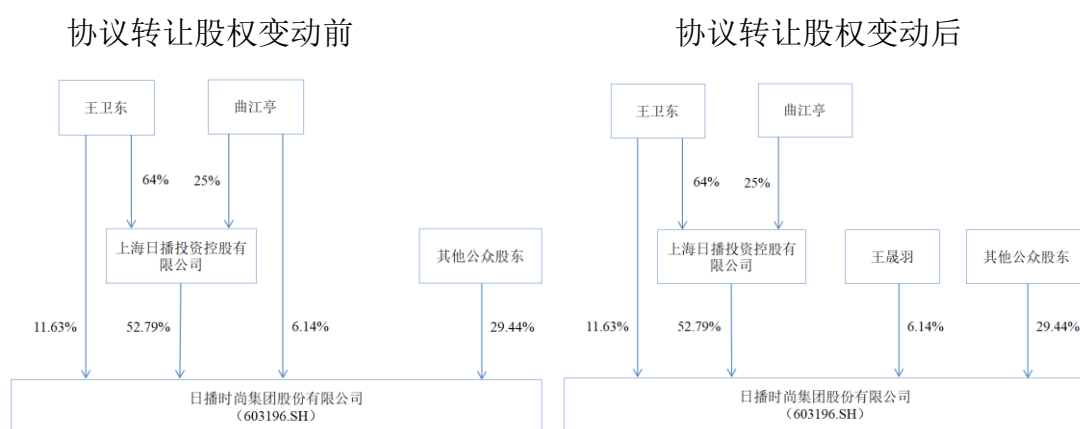 协议转让股权变动前
王卫东
曲江亭
64%
25%
上海日播投资控股有
限公司
其他公众股东
11.63%
52.79%
6.14%
29.44%
日播时尚集团股份有限公司
（603196.SH）
协议转让股权变动后
王卫东
曲江亭
64%
25%
上海日播投资控股有
限公司
王晟羽
其他公众股东
11.63%
52.79%
6.14%
29.44%
日播时尚集团股份有限公司
（603196.SH）